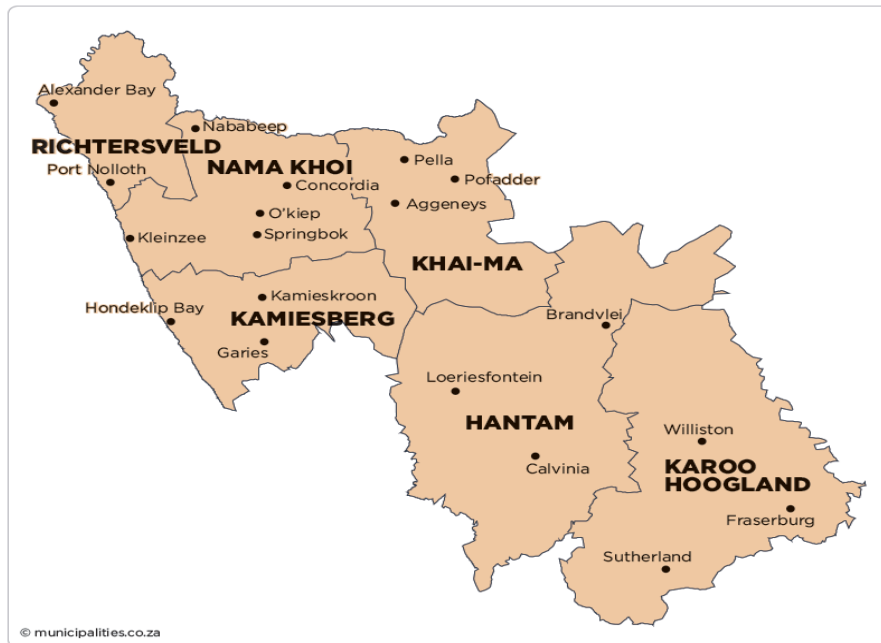 Alexander Bay
Nababeep
RICHTERSVELD
Port Nolloth
NAMA KHOI
Concordia
O'kiep
Springbok
Kleinzee
Pella
Pofadder
Aggeneys
KHAI-MA
Hondeklip Bay
Kamieskroon
KAMIESBERG
Garies
Brandvlei
Loeriesfontein
HANTAM
Calvinia
Williston
KAROO
HOOGLAND
Fraserburg
Sutherland
© municipalities.co.za